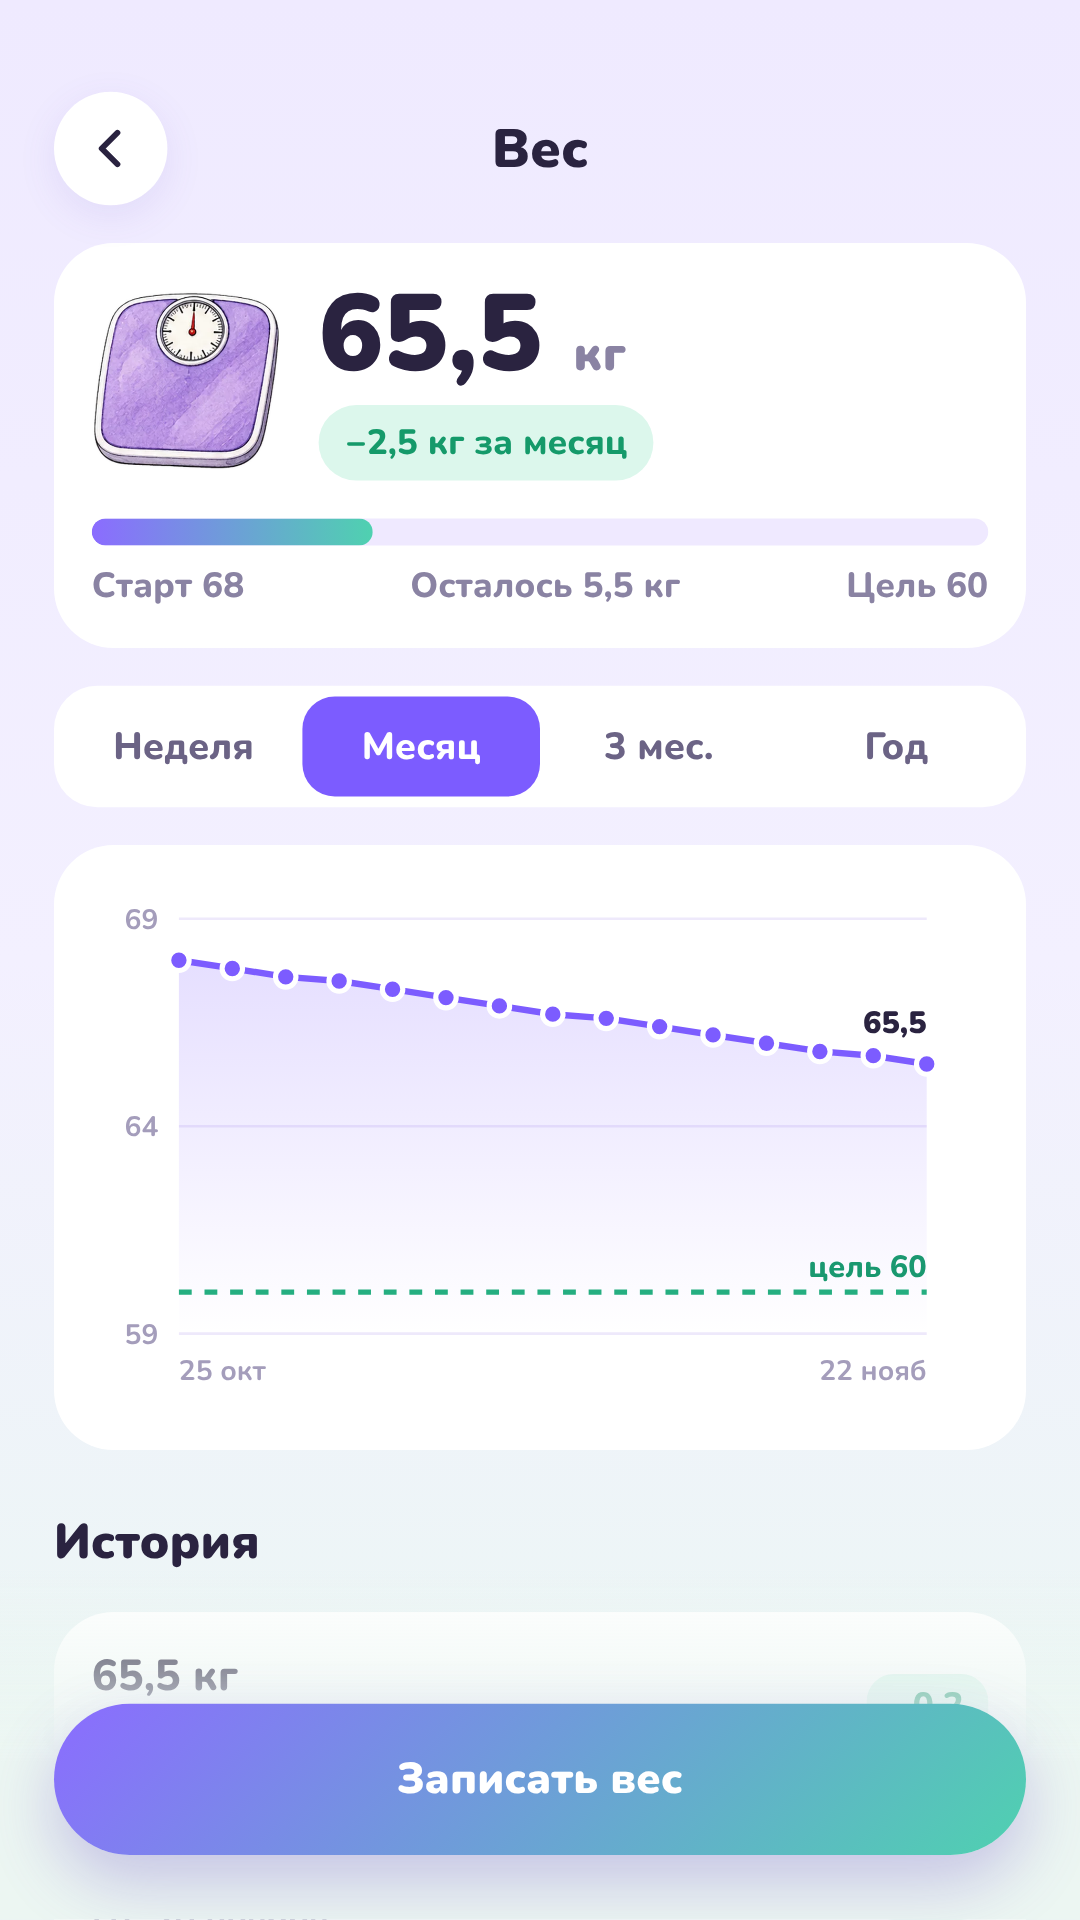 Вес
65,5 кг
−2,5 кг за месяц
Старт 68 Осталось 5,5 кг Цель 60
Неделя Месяц 3 мес. Год
69
65,5
64
цель 60
59
25 окт 22 нояб
История
65,5 кг
Записать вес